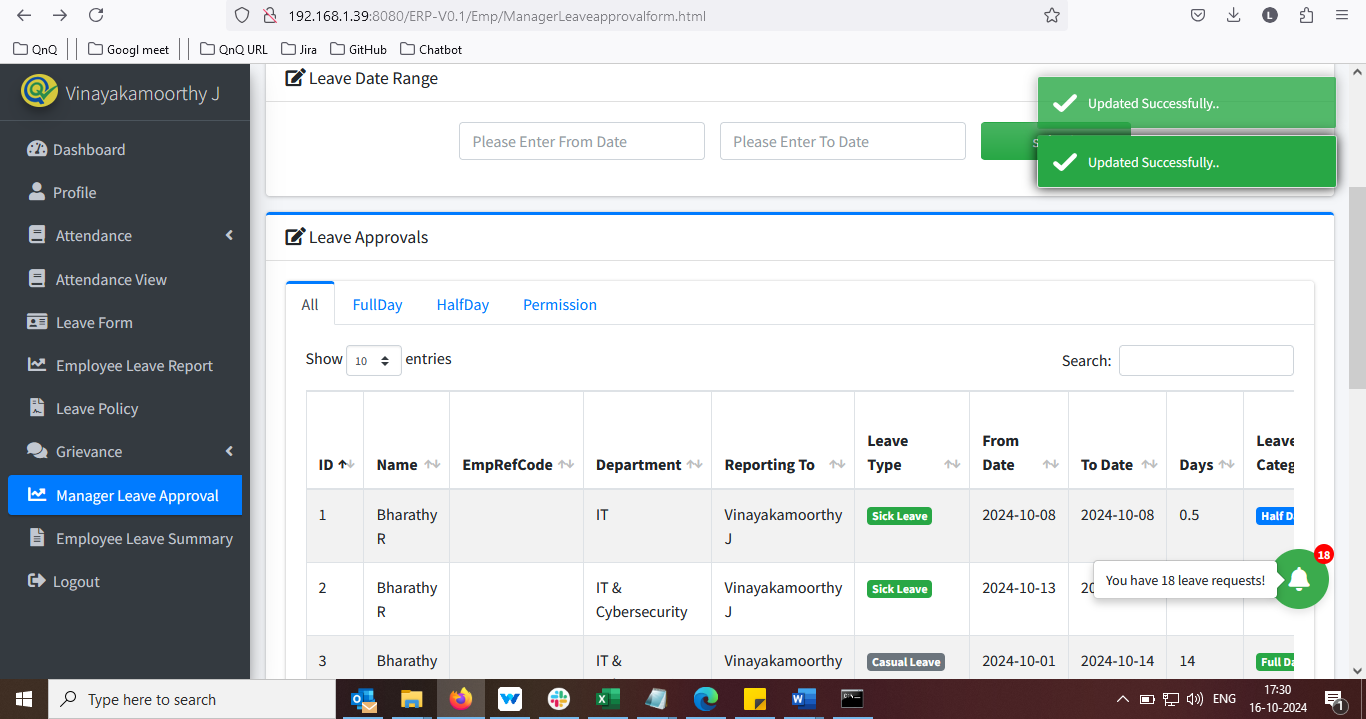 192.168.1.39:8080/ERP-V0.1/Emp/ManagerLeaveapprovalform.html
L
QnQ
Googl meet
QnQ URL
Jira
GitHub
Chatbot
Vinayakamoorthy J
Dashboard
Profile
Attendance
Attendance View
Leave Form
Employee Leave Report
Leave Policy
Grievance
Manager Leave Approval
Employee Leave Summary
Logout
Leave Date Range
Please Enter From Date
Please Enter To Date
Updated Successfully..
Updated Successfully..
Leave Approvals
All FullDay HalfDay Permission
Show 10 entries
Search:
ID Name EmpRefCode Department Reporting To Leave Type From Date To Date Days Leave
1 Bharathy R IT Vinayakamoorthy J Sick Leave 2024-10-08 2024-10-08 0.5 Half
2 Bharathy R IT & Cybersecurity Vinayakamoorthy J Sick Leave 2024-10-13
3 Bharathy IT & Vinayakamoorthy Casual Leave 2024-10-01 2024-10-14 14 Full
You have 18 leave requests!
18
Type here to search
ENG
17:30
16-10-2024
1